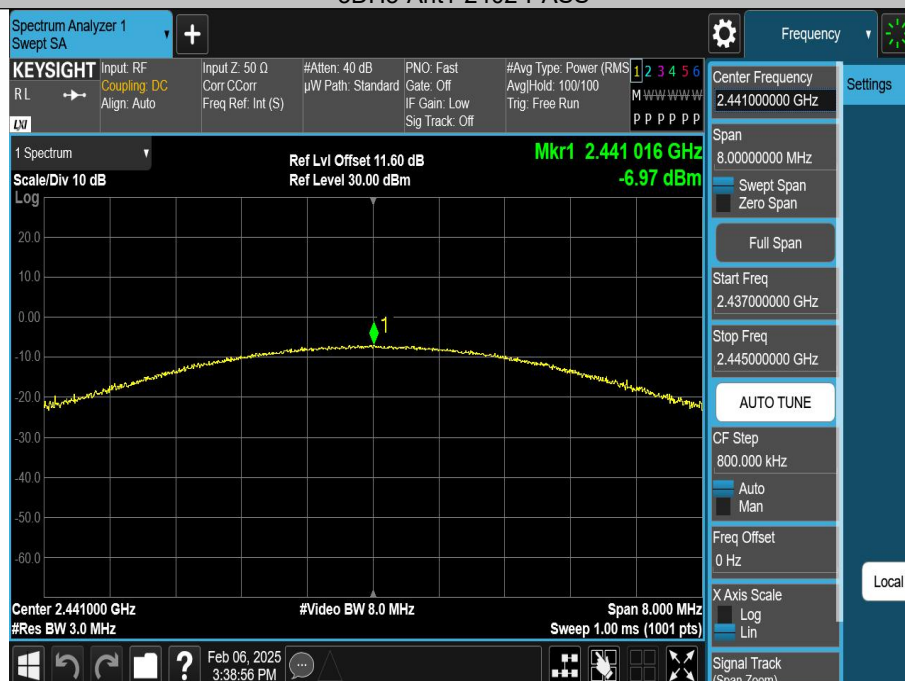 Spectrum Analyzer 1
Swept SA
+
Frequency
KEYSIGHT
RL
LXI
Input: RF
Coupling: DC
Align: Auto
Input Z: 50 Ω
Corr CCorr
Freq Ref: Int (S)
#Atten: 40 dB
µW Path: Standard
PNO: Fast
Gate: Off
IF Gain: Low
Sig Track: Off
#Avg Type: Power (RMS
Avg|Hold: 100/100
Trig: Free Run
1 2 3 4 5 6
M W W W W W
P P P P P P
1 Spectrum
Scale/Div 10 dB
Log
Ref Lvl Offset 11.60 dB
Ref Level 30.00 dBm
Mkr1 2.441 016 GHz
-6.97 dBm
20.0
10.0
0.00
-10.0
-20.0
-30.0
-40.0
-50.0
-60.0
1
Center 2.441000 GHz
#Res BW 3.0 MHz
#Video BW 8.0 MHz
Span 8.000 MHz
Sweep 1.00 ms (1001 pts)
Feb 06, 2025
3:38:56 PM
?
Center Frequency
2.441000000 GHz
Span
8.00000000 MHz
Swept Span
Zero Span
Full Span
Start Freq
2.437000000 GHz
Stop Freq
2.445000000 GHz
AUTO TUNE
CF Step
800.000 kHz
Auto
Man
Freq Offset
0 Hz
X Axis Scale
Log
Lin
Signal Track
(Span Zoom)
Settings
Local